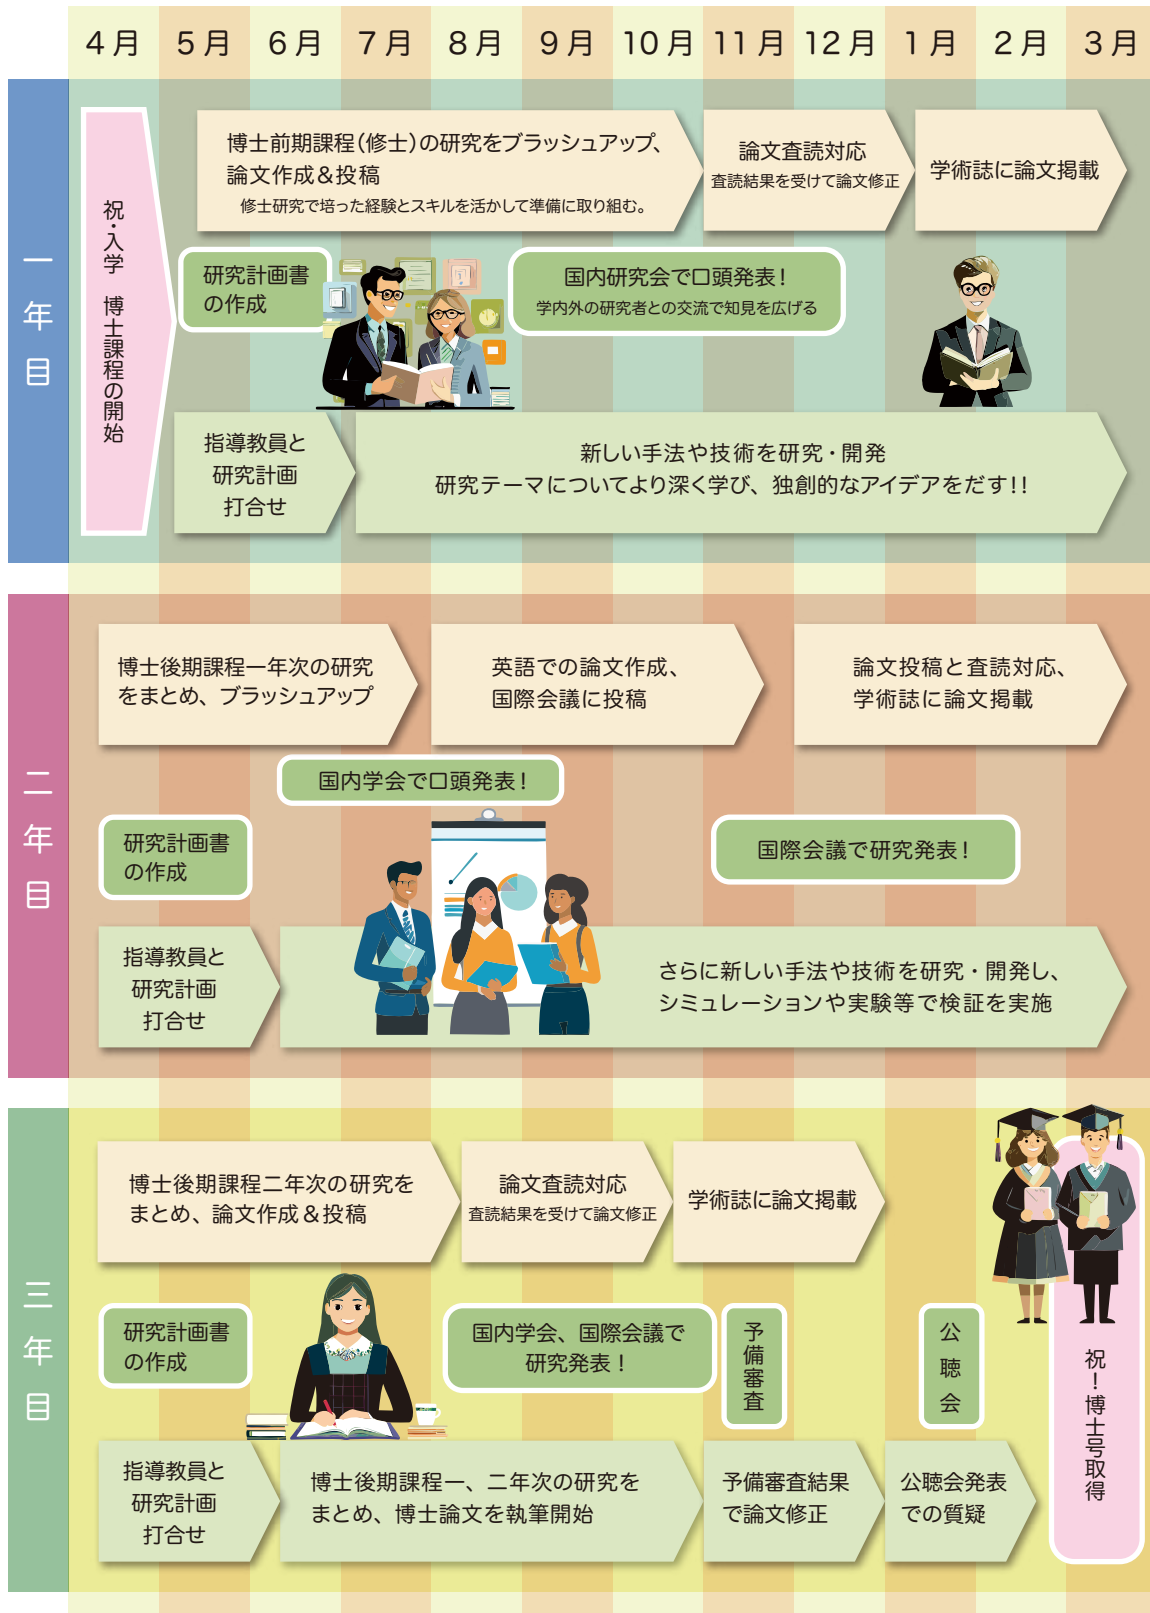 4月 5月 6月 7月 8月 9月 10月 11月 12月 1月 2月 3月
一年目
祝・入学 博士課程の開始
博士前期課程（修士）の研究をブラッシュアップ、
論文作成＆投稿
修士研究で培った経験とスキルを活かして準備に取り組む。
論文査読対応
査読結果を受けて論文修正
学術誌に論文掲載
研究計画書
の作成
国内研究会で口頭発表！
学内外の研究者との交流で知見を広げる
指導教員と
研究計画
打合せ
新しい手法や技術を研究・開発
研究テーマについてより深く学び、独創的なアイデアをだす!!
二年目
博士後期課程一年次の研究
をまとめ、ブラッシュアップ
英語での論文作成、
国際会議に投稿
論文投稿と査読対応、
学術誌に論文掲載
国内学会で口頭発表！
研究計画書
の作成
国際会議で研究発表！
指導教員と
研究計画
打合せ
さらに新しい手法や技術を研究・開発し、
シミュレーションや実験等で検証を実施
三年目
博士後期課程二年次の研究を
まとめ、論文作成＆投稿
論文査読対応
査読結果を受けて論文修正
学術誌に論文掲載
研究計画書
の作成
国内学会、国際会議で
研究発表！
予備審査
公聴会
指導教員と
研究計画
打合せ
博士後期課程一、二年次の研究を
まとめ、博士論文を執筆開始
予備審査結果
で論文修正
公聴会発表
での質疑
祝！博士号取得